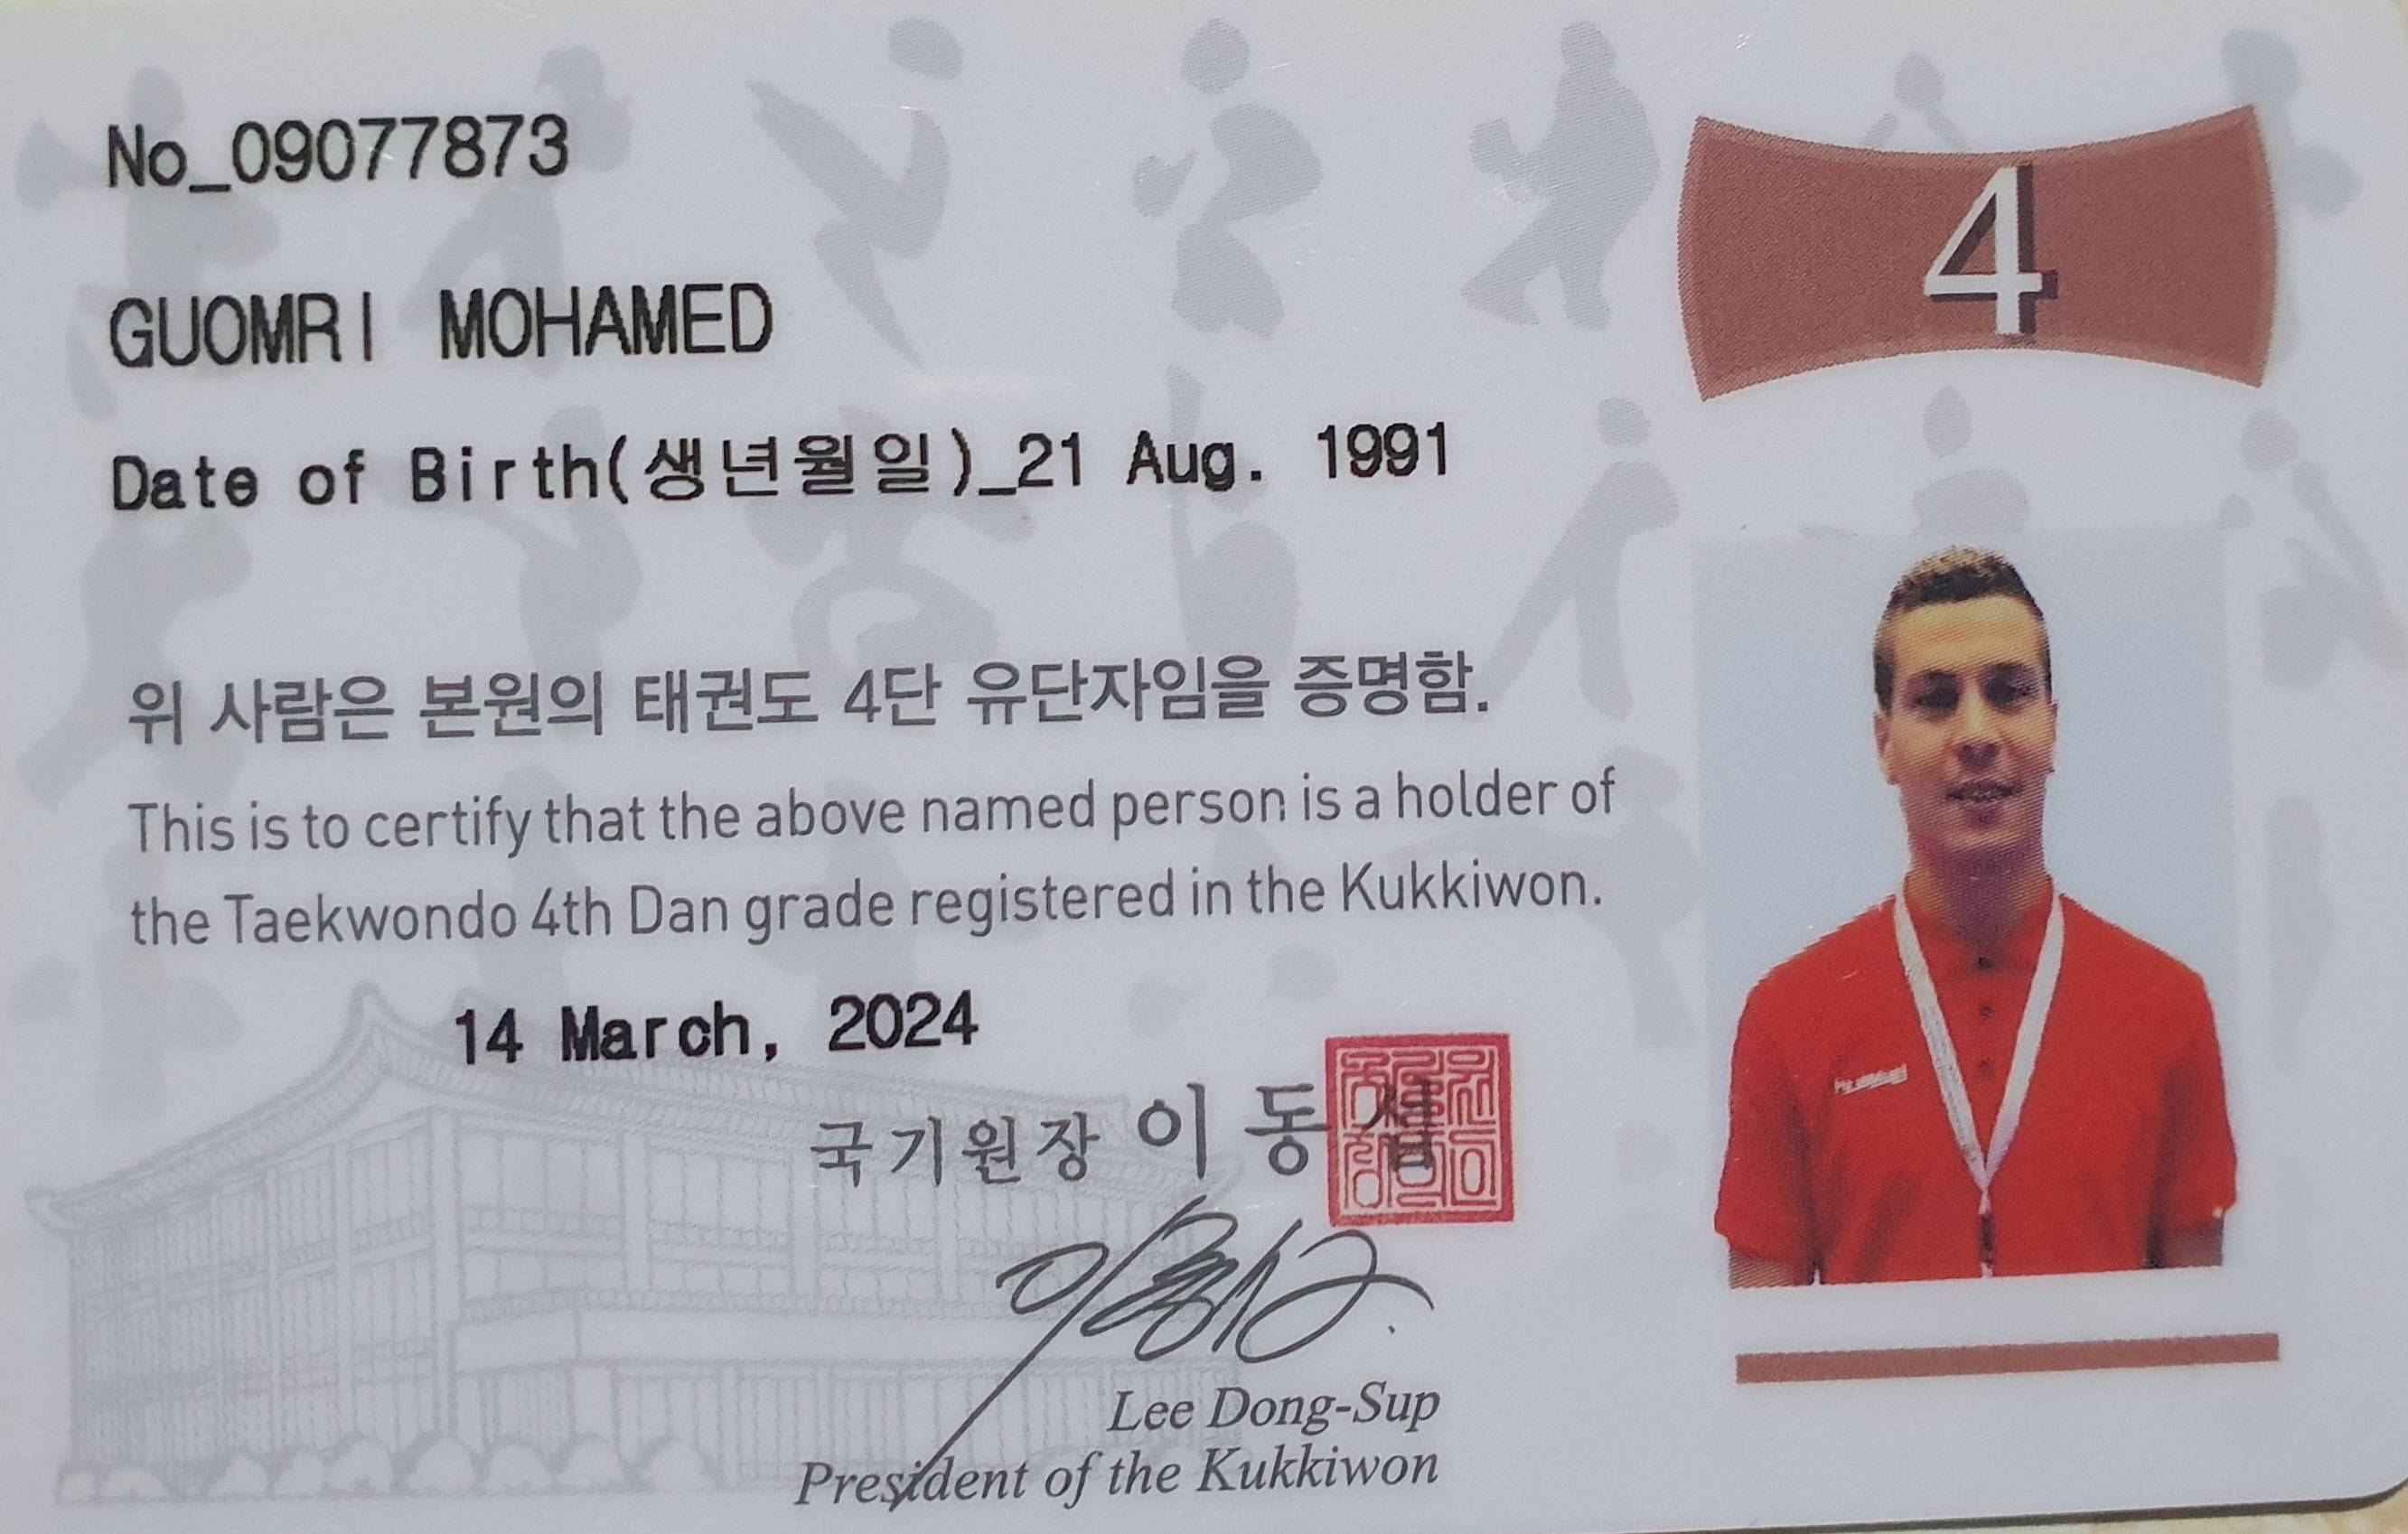 No_09077873
4
GUOMRI MOHAMED
Date of Birth(생년월일)_21 Aug. 1991
위 사람은 본원의 태권도 4단 유단자임을 증명함.
This is to certify that the above named person is a holder of
the Taekwondo 4th Dan grade registered in the Kukkiwon.
14 March, 2024
국기원장 이 동 섭
Lee Dong-Sup
President of the Kukkiwon